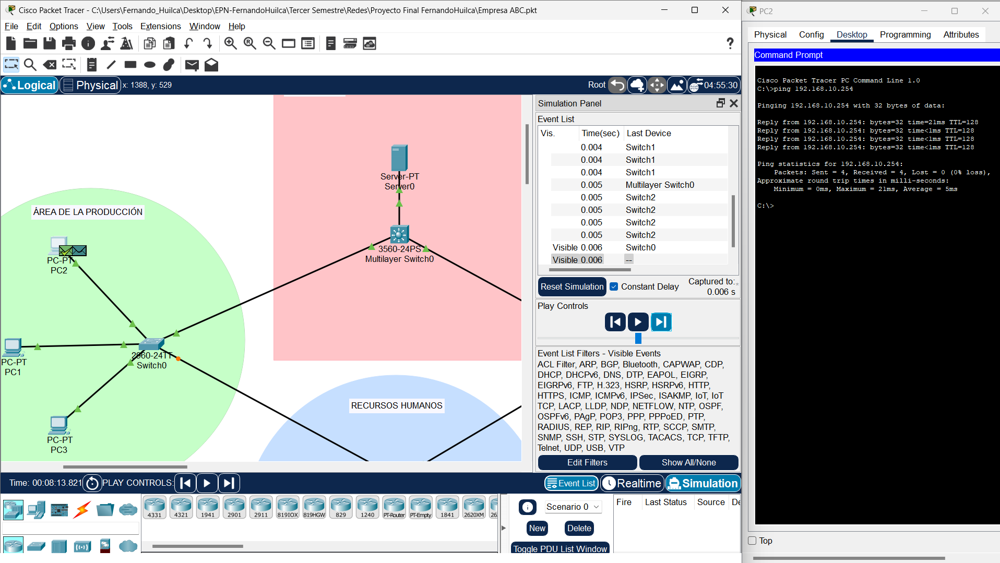 Cisco Packet Tracer - C:\Users\Fernando_Huilca\Desktop\EPN-FernandoHuilca\Tercer Semestre\Redes\Proyecto Final FernandoHuilca\Empresa ABC.pkt
File Edit Options View Tools Extensions Window Help
Logical Physical x: 1388, y: 529
Root 04:55:30
Server-PT
Server0
ÁREA DE LA PRODUCCIÓN
3560-24PS
Multilayer Switch0
PC-PT
PC2
PC-PT
PC1
2960-24TT
Switch0
PC-PT
PC3
RECURSOS HUMANOS
Simulation Panel
Event List
Vis. Time(sec) Last Device
0.004 Switch1
0.004 Switch1
0.004 Switch1
0.005 Multilayer Switch0
0.005 Switch2
0.005 Switch2
0.005 Switch2
0.005 Switch2
Visible 0.006 Switch0
Visible 0.006 --
Reset Simulation Constant Delay Captured to:*
0.006 s
Play Controls
Event List Filters - Visible Events
ACL Filter, ARP, BGP, Bluetooth, CAPWAP, CDP,
DHCP, DHCPv6, DNS, DTP, EAPOL, EIGRP,
EIGRPv6, FTP, H.323, HSRP, HSRPv6, HTTP,
HTTPS, ICMP, ICMPv6, IPSec, ISAKMP, IoT, IoT
TCP, LACP, LLDP, NDP, NETFLOW, NTP, OSPF,
OSPFv6, PAgP, POP3, PPP, PPPoED, PTP,
RADIUS, REP, RIP, RIPng, RTP, SCCP, SMTP,
SNMP, SSH, STP, SYSLOG, TACACS, TCP, TFTP,
Telnet, UDP, USB, VTP
Edit Filters Show All/None
Time: 00:08:13.821 PLAY CONTROLS:
Event List Realtime Simulation
4331 4321 1941 2901 2911 819IOX 819HGW 829 1240 PT-Router PT-Empty 1841 2620XM 26
Scenario 0
New Delete
Toggle PDU List Window
Fire Last Status Source De
PC2
Physical Config Desktop Programming Attributes
Command Prompt
Cisco Packet Tracer PC Command Line 1.0
C:\>ping 192.168.10.254
Pinging 192.168.10.254 with 32 bytes of data:
Reply from 192.168.10.254: bytes=32 time=21ms TTL=128
Reply from 192.168.10.254: bytes=32 time<1ms TTL=128
Reply from 192.168.10.254: bytes=32 time<1ms TTL=128
Reply from 192.168.10.254: bytes=32 time<1ms TTL=128
Ping statistics for 192.168.10.254:
Packets: Sent = 4, Received = 4, Lost = 0 (0% loss),
Approximate round trip times in milli-seconds:
Minimum = 0ms, Maximum = 21ms, Average = 5ms
C:\>
Top